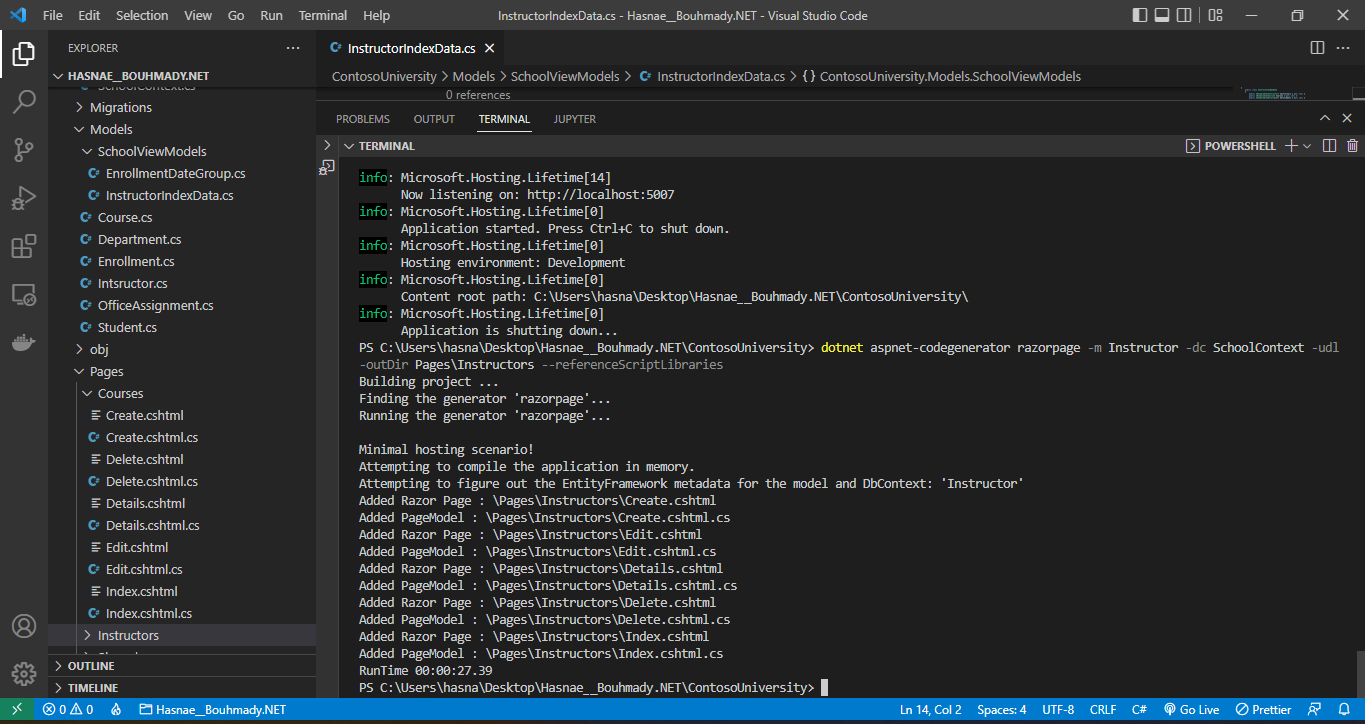 File Edit Selection View Go Run Terminal Help
InstructorIndexData.cs - Hasnae__Bouhmady.NET - Visual Studio Code
EXPLORER
HASNAE__BOUHMADY.NET
SchoolContext.cs
Migrations
Models
SchoolViewModels
EnrollmentDateGroup.cs
InstructorIndexData.cs
Course.cs
Department.cs
Enrollment.cs
Intsructor.cs
OfficeAssignment.cs
Student.cs
obj
Pages
Courses
Create.cshtml
Create.cshtml.cs
Delete.cshtml
Delete.cshtml.cs
Details.cshtml
Details.cshtml.cs
Edit.cshtml
Edit.cshtml.cs
Index.cshtml
Index.cshtml.cs
Instructors
OUTLINE
TIMELINE
InstructorIndexData.cs
ContosoUniversity > Models > SchoolViewModels > InstructorIndexData.cs > {} ContosoUniversity.Models.SchoolViewModels
0 references
PROBLEMS OUTPUT TERMINAL JUPYTER
TERMINAL
POWERSHELL
info: Microsoft.Hosting.Lifetime[14]
Now listening on: http://localhost:5007
info: Microsoft.Hosting.Lifetime[0]
Application started. Press Ctrl+C to shut down.
info: Microsoft.Hosting.Lifetime[0]
Hosting environment: Development
info: Microsoft.Hosting.Lifetime[0]
Content root path: C:\Users\hasna\Desktop\Hasnae__Bouhmady.NET\ContosoUniversity\
info: Microsoft.Hosting.Lifetime[0]
Application is shutting down...
PS C:\Users\hasna\Desktop\Hasnae__Bouhmady.NET\ContosoUniversity> dotnet aspnet-codegenerator razorpage -m Instructor -dc SchoolContext -udl
-outDir Pages\Instructors --referenceScriptLibraries
Building project ...
Finding the generator 'razorpage'...
Running the generator 'razorpage'...
Minimal hosting scenario!
Attempting to compile the application in memory.
Attempting to figure out the EntityFramework metadata for the model and DbContext: 'Instructor'
Added Razor Page : \Pages\Instructors\Create.cshtml
Added PageModel : \Pages\Instructors\Create.cshtml.cs
Added Razor Page : \Pages\Instructors\Edit.cshtml
Added PageModel : \Pages\Instructors\Edit.cshtml.cs
Added Razor Page : \Pages\Instructors\Details.cshtml
Added PageModel : \Pages\Instructors\Details.cshtml.cs
Added Razor Page : \Pages\Instructors\Delete.cshtml
Added PageModel : \Pages\Instructors\Delete.cshtml.cs
Added Razor Page : \Pages\Instructors\Index.cshtml
Added PageModel : \Pages\Instructors\Index.cshtml.cs
RunTime 00:00:27.39
PS C:\Users\hasna\Desktop\Hasnae__Bouhmady.NET\ContosoUniversity>
0 0 Hasnae__Bouhmady.NET
Ln 14, Col 2 Spaces: 4 UTF-8 CRLF C# Go Live Prettier